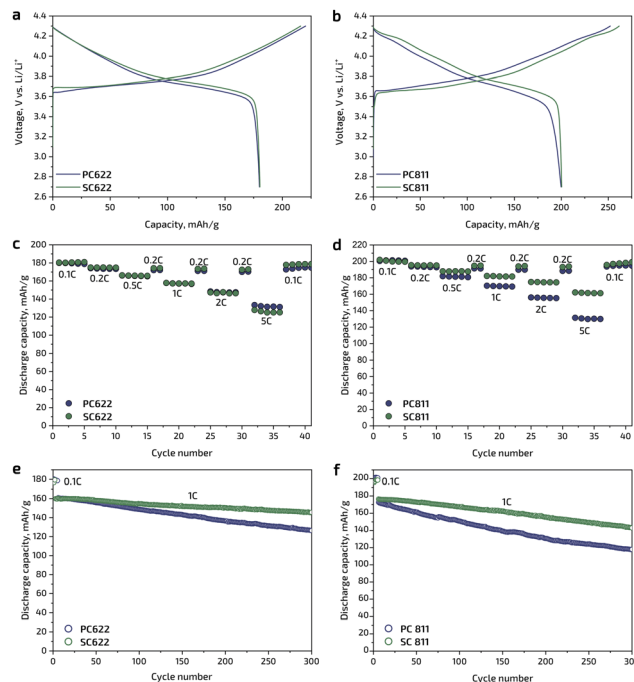 a
4.4
4.2
4.0
3.8
3.6
3.4
3.2
3.0
2.8
2.6
Voltage, V vs. Li/Li⁺
PC622
SC622
0
50
100
150
200
Capacity, mAh/g
b
4.4
4.2
4.0
3.8
3.6
3.4
3.2
3.0
2.8
2.6
Voltage, V vs. Li/Li⁺
PC811
SC811
0
50
100
150
200
250
Capacity, mAh/g
c
200
180
160
140
120
100
80
60
40
20
0
Discharge capacity, mAh/g
0.1C
0.2C
0.5C
0.2C
1C
0.2C
2C
0.2C
5C
0.1C
PC622
SC622
0
5
10
15
20
25
30
35
40
Cycle number
d
220
200
180
160
140
120
100
80
60
40
20
0
Discharge capacity, mAh/g
0.1C
0.2C
0.5C
0.2C
1C
0.2C
2C
0.2C
5C
0.1C
PC811
SC811
0
5
10
15
20
25
30
35
40
Cycle number
e
180
160
140
120
100
80
60
40
20
0
Discharge capacity, mAh/g
0.1C
1C
PC622
SC622
0
50
100
150
200
250
300
Cycle number
f
200
180
160
140
120
100
80
60
40
20
0
Discharge capacity, mAh/g
0.1C
1C
PC 811
SC 811
0
50
100
150
200
250
30
Cycle number